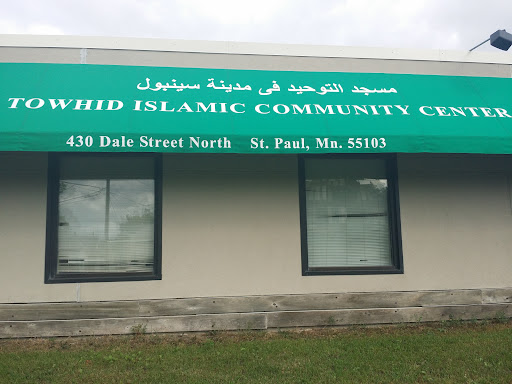 مسجد التوحيد فى مدينة سينبول
TOWHID ISLAMIC COMMUNITY CENTER
430 Dale Street North St. Paul, Mn. 55103